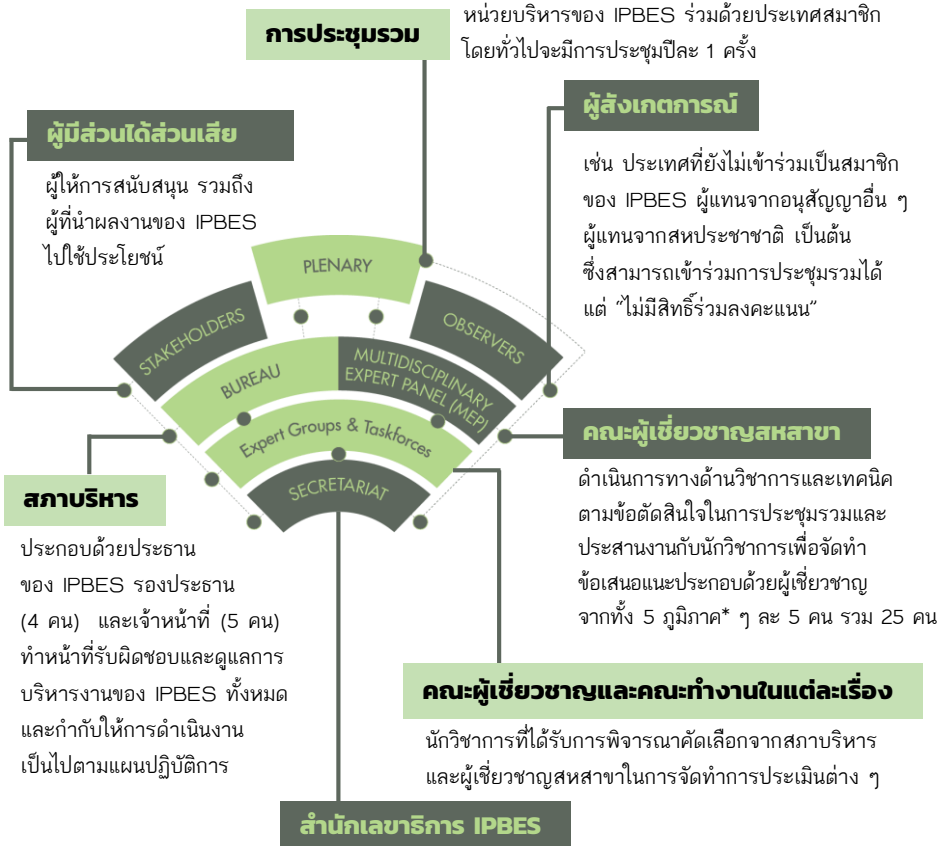 การประชุมรวม
หน่วยบริหารของ IPBES ร่วมด้วยประเทศสมาชิก
โดยทั่วไปจะมีการประชุมปีละ 1 ครั้ง
ผู้มีส่วนได้ส่วนเสีย
ผู้ให้การสนับสนุน รวมถึง
ผู้ที่นำผลงานของ IPBES
ไปใช้ประโยชน์
ผู้สังเกตการณ์
เช่น ประเทศที่ยังไม่เข้าร่วมเป็นสมาชิก
ของ IPBES ผู้แทนจากอนุสัญญาอื่น ๆ
ผู้แทนจากสหประชาชาติ เป็นต้น
ซึ่งสามารถเข้าร่วมการประชุมรวมได้
แต่ “ไม่มีสิทธิ์ร่วมลงคะแนน”
PLENARY
STAKEHOLDERS
OBSERVERS
BUREAU
MULTIDISCIPLINARY
EXPERT PANEL (MEP)
Expert Groups & Taskforces
SECRETARIAT
คณะผู้เชี่ยวชาญสหสาขา
ดำเนินการทางด้านวิชาการและเทคนิค
ตามข้อตัดสินใจในการประชุมรวมและ
ประสานงานกับนักวิชาการเพื่อจัดทำ
ข้อเสนอแนะประกอบด้วยผู้เชี่ยวชาญ
จากทั้ง 5 ภูมิภาค* ๆ ละ 5 คน รวม 25 คน
สภาบริหาร
ประกอบด้วยประธาน
ของ IPBES รองประธาน
(4 คน) และเจ้าหน้าที่ (5 คน)
ทำหน้าที่รับผิดชอบและดูแลการ
บริหารงานของ IPBES ทั้งหมด
และกำกับให้การดำเนินงาน
เป็นไปตามแผนปฏิบัติการ
คณะผู้เชี่ยวชาญและคณะทำงานในแต่ละเรื่อง
นักวิชาการที่ได้รับการพิจารณาคัดเลือกจากสภาบริหาร
และผู้เชี่ยวชาญสหสาขาในการจัดทำการประเมินต่าง ๆ
สำนักเลขาธิการ IPBES